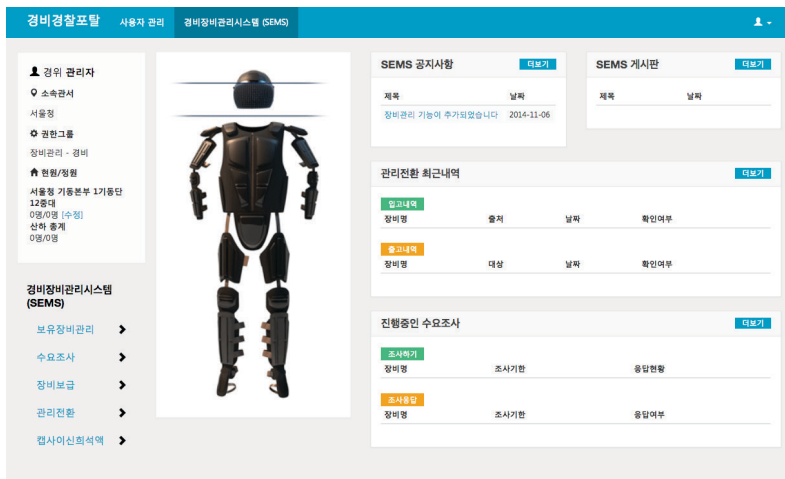 경비경찰포탈 사용자 관리 경비장비관리시스템 (SEMS)
경위 관리자
소속관서
서울청
권한그룹
장비관리 - 경비
현원/정원
서울청 기동본부 1기동단
12중대
0명/0명 [수정]
산하 총계
0명/0명
경비장비관리시스템
(SEMS)
보유장비관리
수요조사
장비보급
관리전환
캡사이신희석액
SEMS 공지사항 더보기
제목 날짜
장비관리 기능이 추가되었습니다 2014-11-06
SEMS 게시판 더보기
제목 날짜
관리전환 최근내역 더보기
입고내역
장비명 출처 날짜 확인여부
출고내역
장비명 대상 날짜 확인여부
진행중인 수요조사 더보기
조사하기
장비명 조사기한 응답현황
조사응답
장비명 조사기한 응답여부